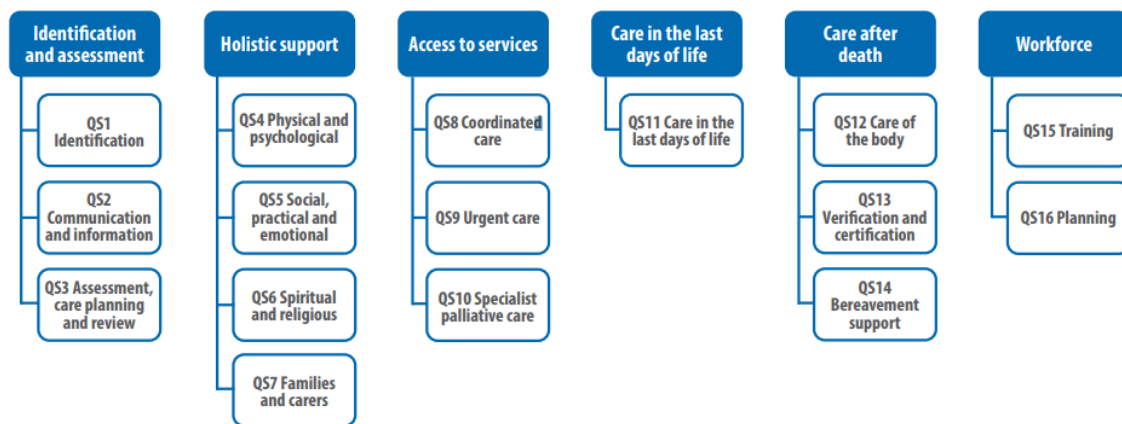 Identification
and assessment
QS1
Identification
QS2
Communication
and information
QS3 Assessment,
care planning
and review
Holistic support
QS4 Physical and
psychological
QS5 Social,
practical and
emotional
QS6 Spiritual
and religious
QS7 Families
and carers
Access to services
QS8 Coordinated
care
QS9 Urgent care
QS10 Specialist
palliative care
Care in the last
days of life
QS11 Care in the
last days of life
Care after
death
QS12 Care of
the body
QS13
Verification and
certification
QS14
Bereavement
support
Workforce
QS15 Training
QS16 Planning